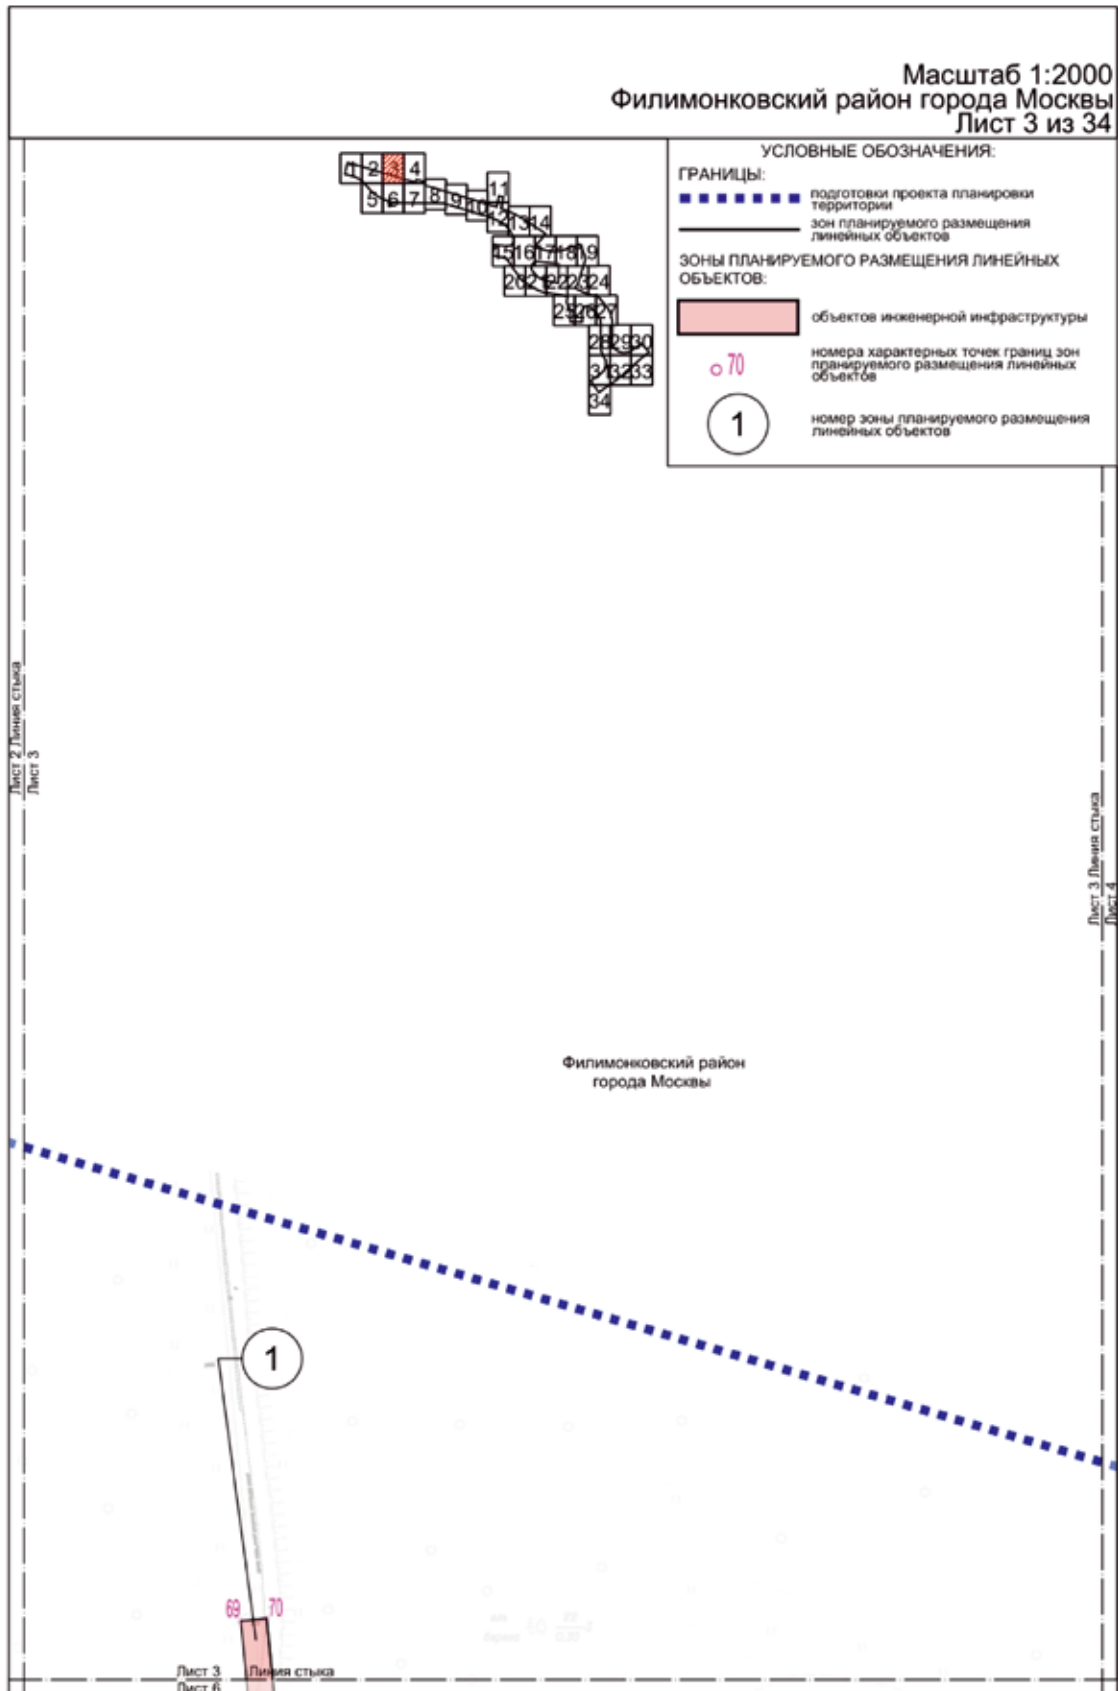 Масштаб 1:2000
Филимонковский район города Москвы
Лист 3 из 34
УСЛОВНЫЕ ОБОЗНАЧЕНИЯ:
ГРАНИЦЫ:
подготовки проекта планировки
территории
зон планируемого размещения
линейных объектов
ЗОНЫ ПЛАНИРУЕМОГО РАЗМЕЩЕНИЯ ЛИНЕЙНЫХ
ОБЪЕКТОВ:
объектов инженерной инфраструктуры
70
номера характерных точек границ зон
планируемого размещения линейных
объектов
1
номер зоны планируемого размещения
линейных объектов
1 2 3 4
5 6 7 8 9 10 11
12 13 14
15 16 17 18 19
20 21 22 23 24
25 26 27
28 29 30
31 32 33
34
Лист 2 Линия стыка
Лист 3
Лист 3 Линия стыка
Лист 4
Филимонковский район
города Москвы
1
69 70
Лист 3 Линия стыка
Лист 6